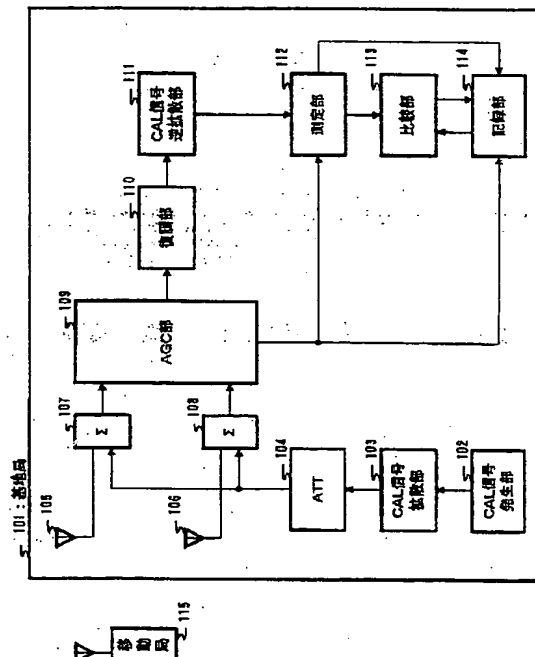 101:基地局
105
106
107
Σ
108
Σ
109
AGC部
110
復調部
111
CAL信号
逆拡散部
112
測定部
113
比較部
114
記録部
104
ATT
103
CAL信号
拡散部
102
CAL信号
発生部
115
移動局